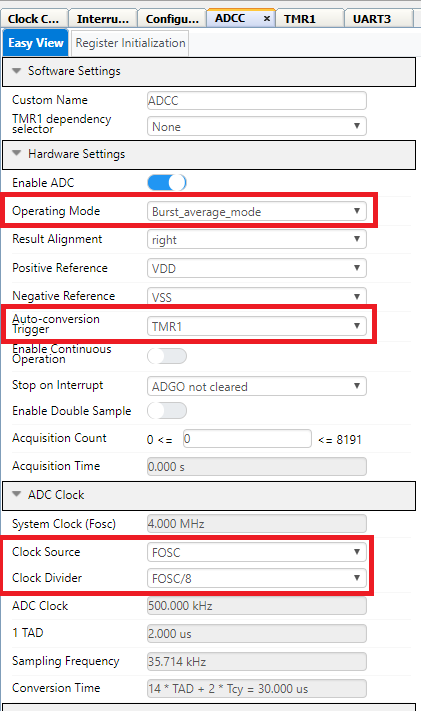 Clock C... Interru... Configu... ADCC × TMR1 UART3
Easy View Register Initialization
Software Settings
Custom Name ADCC
TMR1 dependency
selector None
Hardware Settings
Enable ADC
Operating Mode Burst_average_mode
Result Alignment right
Positive Reference VDD
Negative Reference VSS
Auto-conversion
Trigger TMR1
Enable Continuous
Operation
Stop on Interrupt ADGO not cleared
Enable Double Sample
Acquisition Count 0 <= 0 <= 8191
Acquisition Time 0.000 s
ADC Clock
System Clock (Fosc) 4.000 MHz
Clock Source FOSC
Clock Divider FOSC/8
ADC Clock 500.000 kHz
1 TAD 2.000 us
Sampling Frequency 35.714 kHz
Conversion Time 14 * TAD + 2 * Tcy = 30.000 us